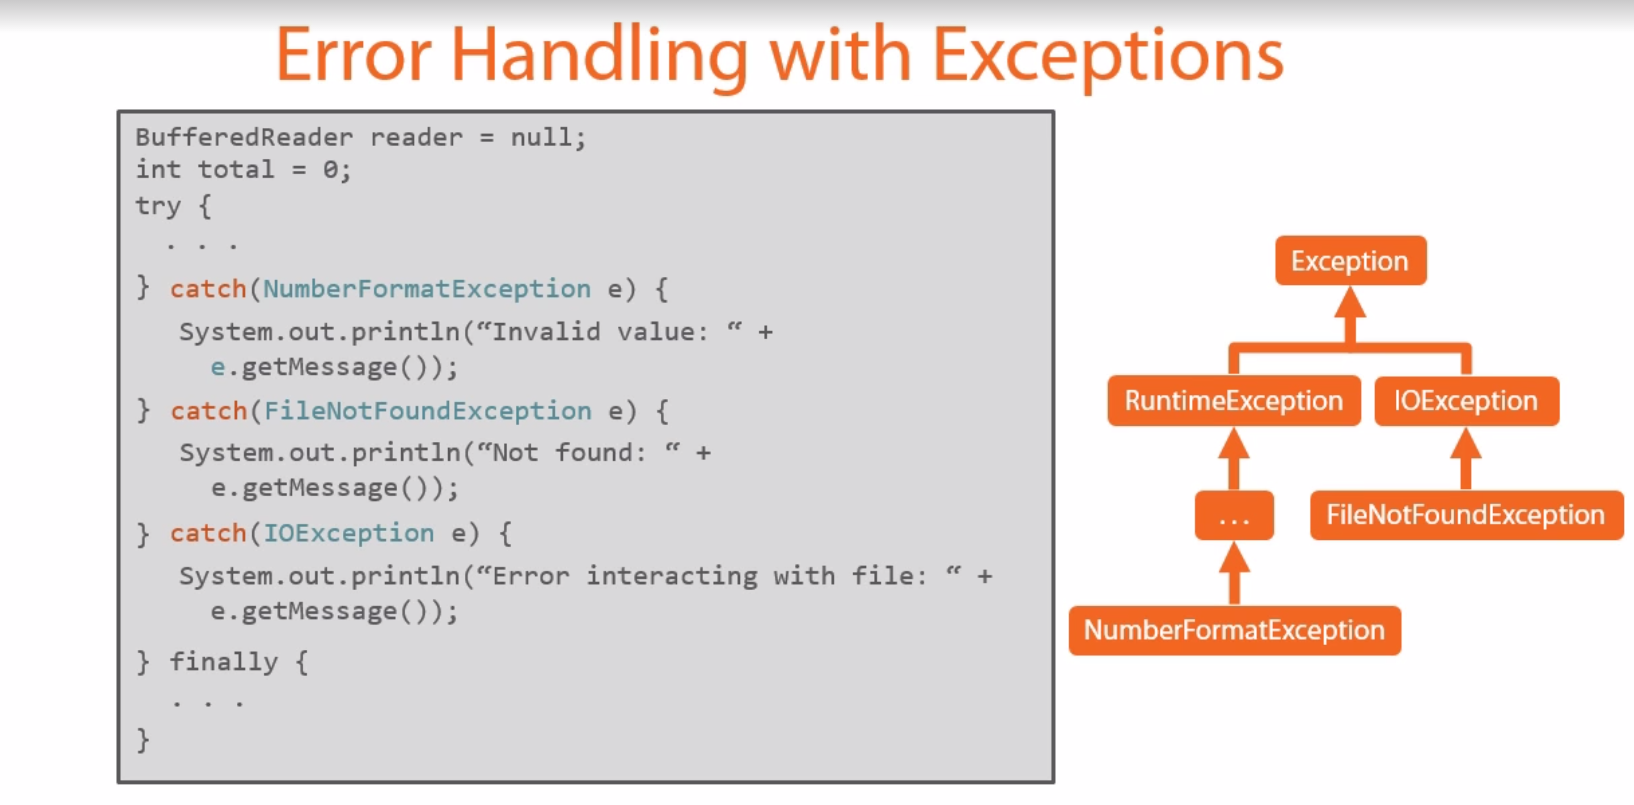 Error Handling with Exceptions
BufferedReader reader = null;
int total = 0;
try {
. . .
} catch(NumberFormatException e) {
System.out.println(“Invalid value: “ +
e.getMessage());
} catch(FileNotFoundException e) {
System.out.println(“Not found: “ +
e.getMessage());
} catch(IOException e) {
System.out.println(“Error interacting with file: “ +
e.getMessage());
} finally {
. . .
}
Exception
RuntimeException
IOException
...
FileNotFoundException
NumberFormatException